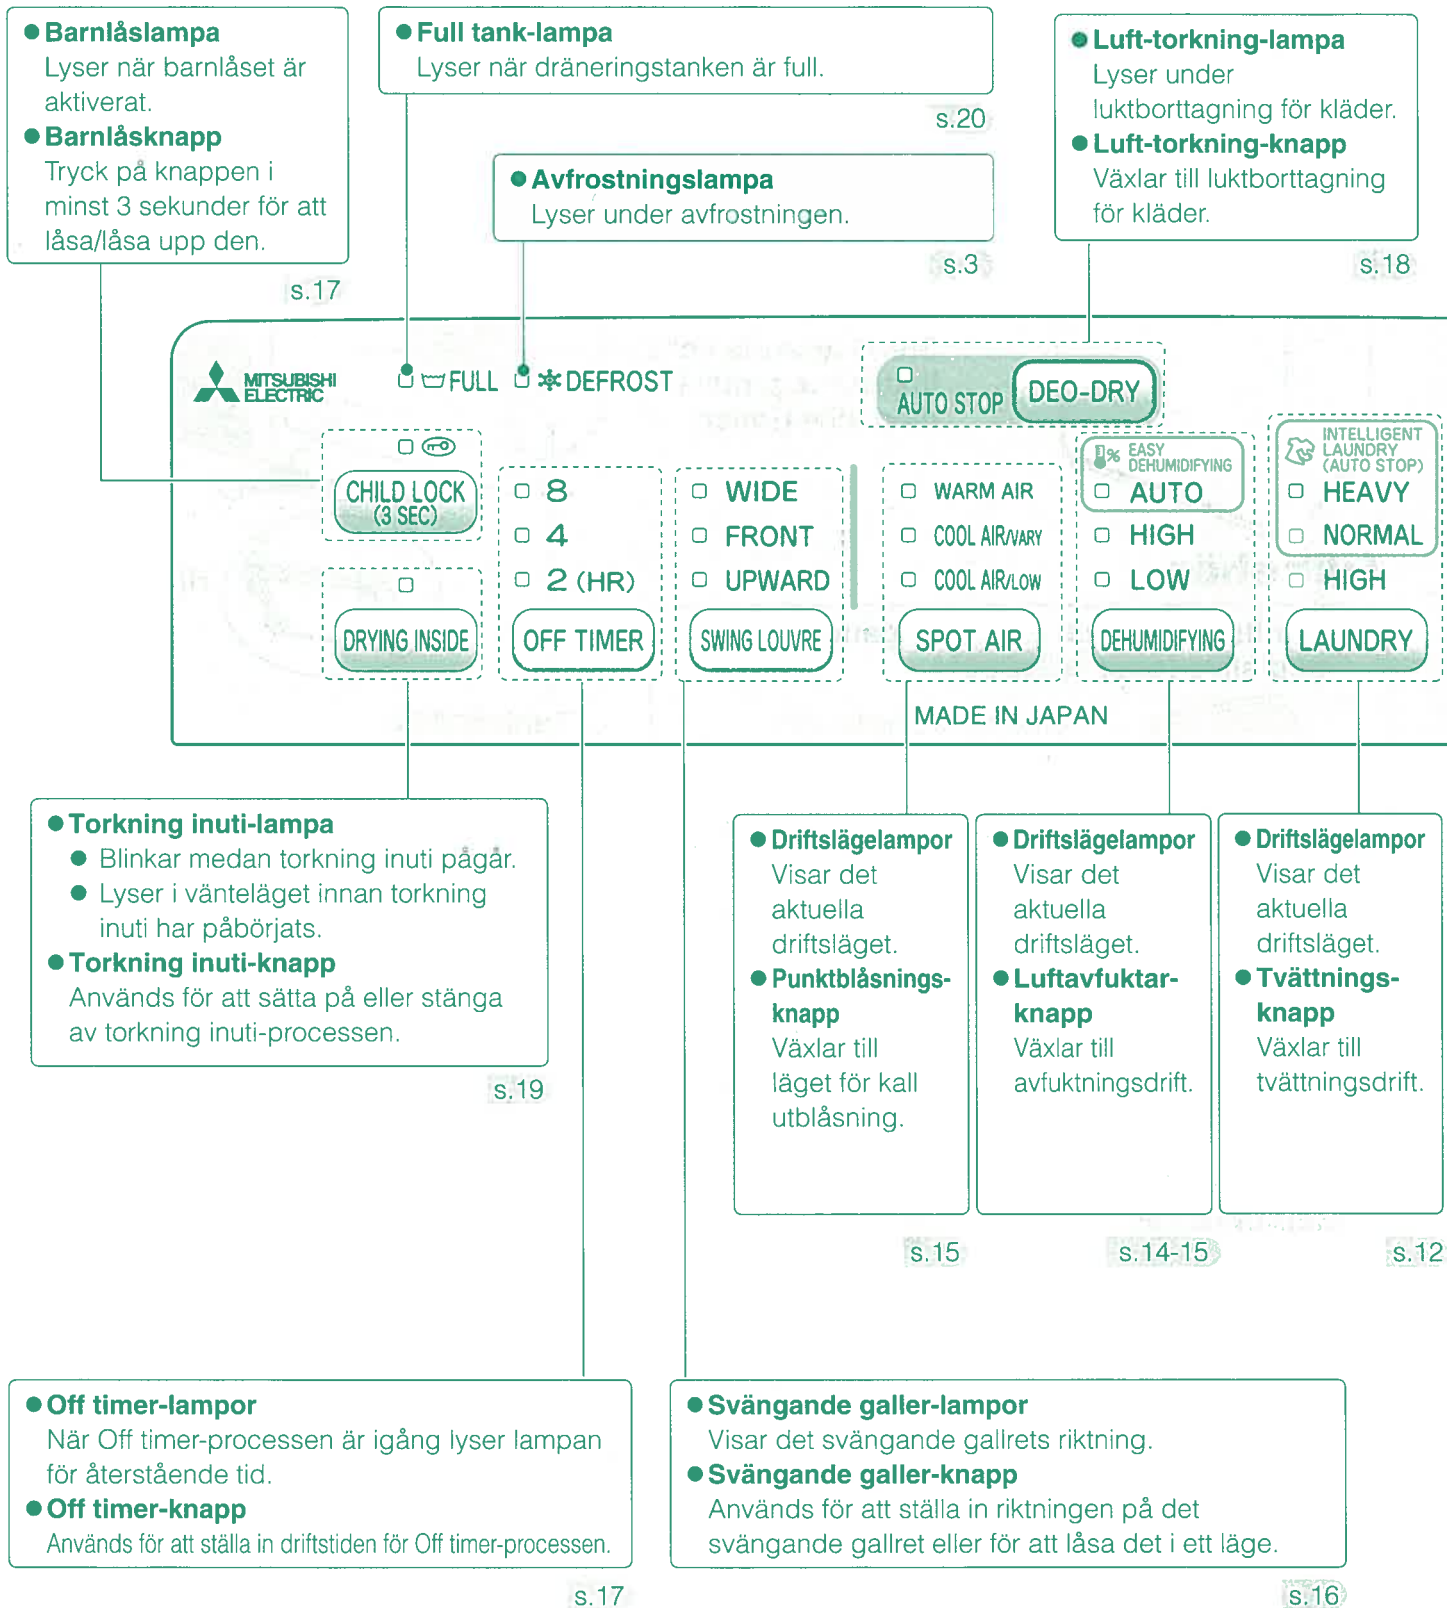 ● Barnlåslampa
Lyser när barnlåset är
aktiverat.
● Barnlåsknapp
Tryck på knappen i
minst 3 sekunder för att
låsa/låsa upp den.
s.17
● Full tank-lampa
Lyser när dräneringstanken är full.
s.20
● Avfrostningslampa
Lyser under avfrostningen.
s.3
● Luft-torkning-lampa
Lyser under
luktborttagning för kläder.
● Luft-torkning-knapp
Växlar till luktborttagning
för kläder.
s.18
MITSUBISHI
ELECTRIC
FULL
DEFROST
AUTO STOP
DEO-DRY
CHILD LOCK
(3 SEC)
DRYING INSIDE
8
4
2 (HR)
OFF TIMER
WIDE
FRONT
UPWARD
SWING LOUVRE
WARM AIR
COOL AIR/VARY
COOL AIR/LOW
SPOT AIR
% EASY
DEHUMIDIFYING
AUTO
HIGH
LOW
DEHUMIDIFYING
INTELLIGENT
LAUNDRY
(AUTO STOP)
HEAVY
NORMAL
HIGH
LAUNDRY
MADE IN JAPAN
● Torkning inuti-lampa
● Blinkar medan torkning inuti pågår.
● Lyser i vänteläget innan torkning
inuti har påbörjats.
● Torkning inuti-knapp
Används för att sätta på eller stänga
av torkning inuti-processen.
s.19
● Driftslägelampor
Visar det
aktuella
driftsläget.
● Punktblåsnings-
knapp
Växlar till
läget för kall
utblåsning.
s.15
● Driftslägelampor
Visar det
aktuella
driftsläget.
● Luftavfuktar-
knapp
Växlar till
avfuktningsdrift.
s.14-15
● Driftslägelampor
Visar det
aktuella
driftsläget.
● Tvättnings-
knapp
Växlar till
tvättningsdrift.
s.12
● Off timer-lampor
När Off timer-processen är igång lyser lampan
för återstående tid.
● Off timer-knapp
Används för att ställa in driftstiden för Off timer-processen.
s.17
● Svängande galler-lampor
Visar det svängande gallrets riktning.
● Svängande galler-knapp
Används för att ställa in riktningen på det
svängande gallret eller för att låsa det i ett läge.
s.16